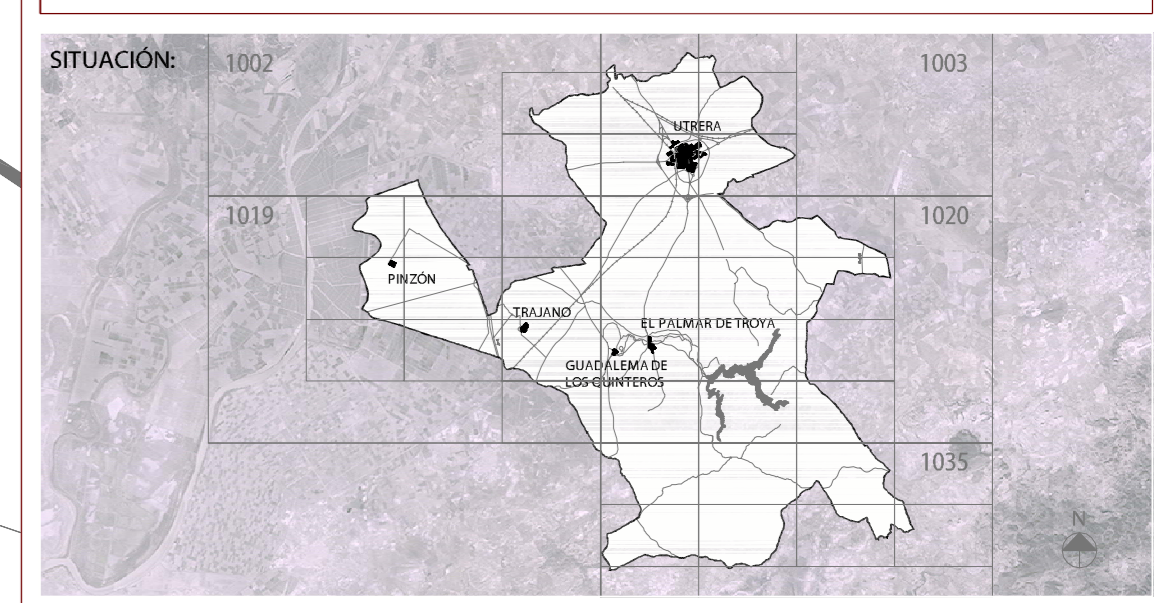 SITUACIÓN:
1002
1003
UTRERA
1019
1020
PINZÓN
TRAJANO
EL PALMAR DE TROYA
GUADALEMA DE
LOS QUINTEROS
1035
N